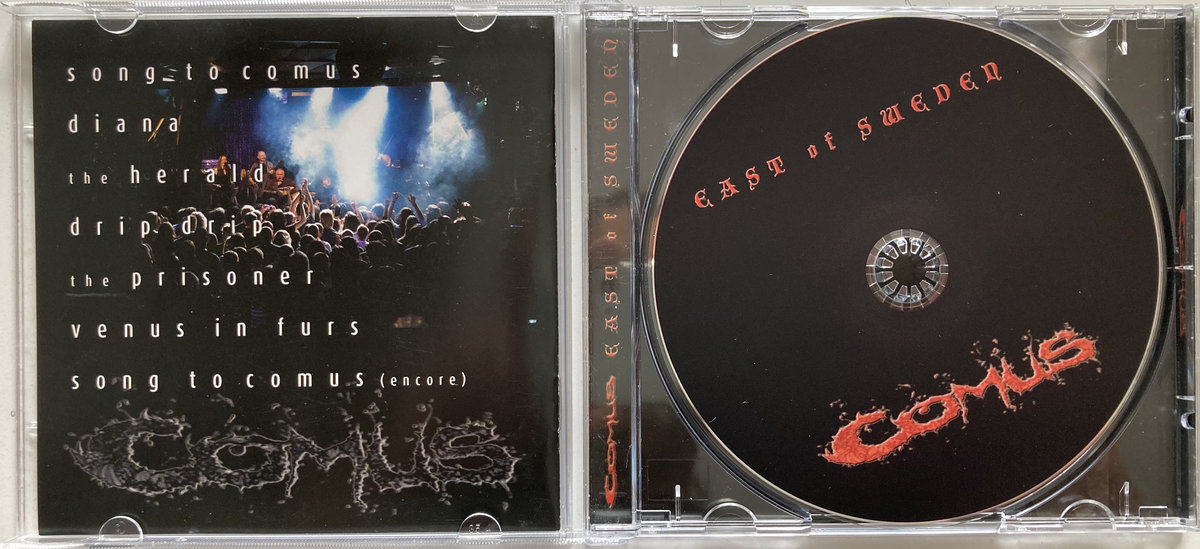 song to comus
diana
the herald
drip drip
the prisoner
venus in furs
song to comus (encore)
COMUS
COMUS EAST of SWEDEN
EAST of SWEDEN
COMUS